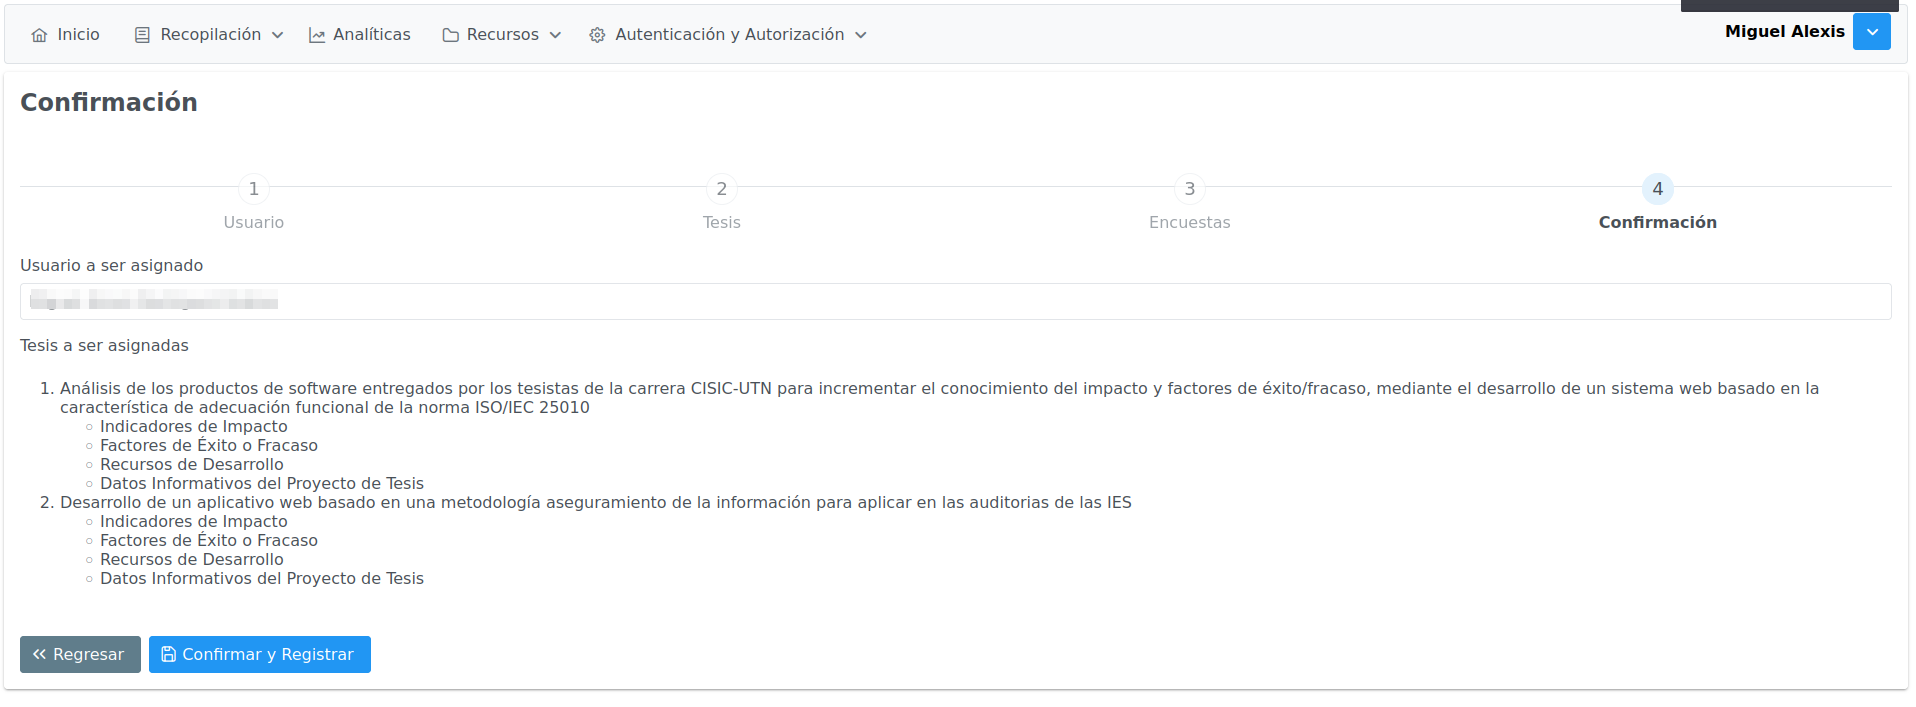 Inicio Recopilación Analíticas Recursos Autenticación y Autorización Miguel Alexis
Confirmación
1 2 3 4
Usuario Tesis Encuestas Confirmación
Usuario a ser asignado
Tesis a ser asignadas
1. Análisis de los productos de software entregados por los tesistas de la carrera CISIC-UTN para incrementar el conocimiento del impacto y factores de éxito/fracaso, mediante el desarrollo de un sistema web basado en la
característica de adecuación funcional de la norma ISO/IEC 25010
Indicadores de Impacto
Factores de Éxito o Fracaso
Recursos de Desarrollo
Datos Informativos del Proyecto de Tesis
2. Desarrollo de un aplicativo web basado en una metodología aseguramiento de la información para aplicar en las auditorias de las IES
Indicadores de Impacto
Factores de Éxito o Fracaso
Recursos de Desarrollo
Datos Informativos del Proyecto de Tesis
Regresar Confirmar y Registrar